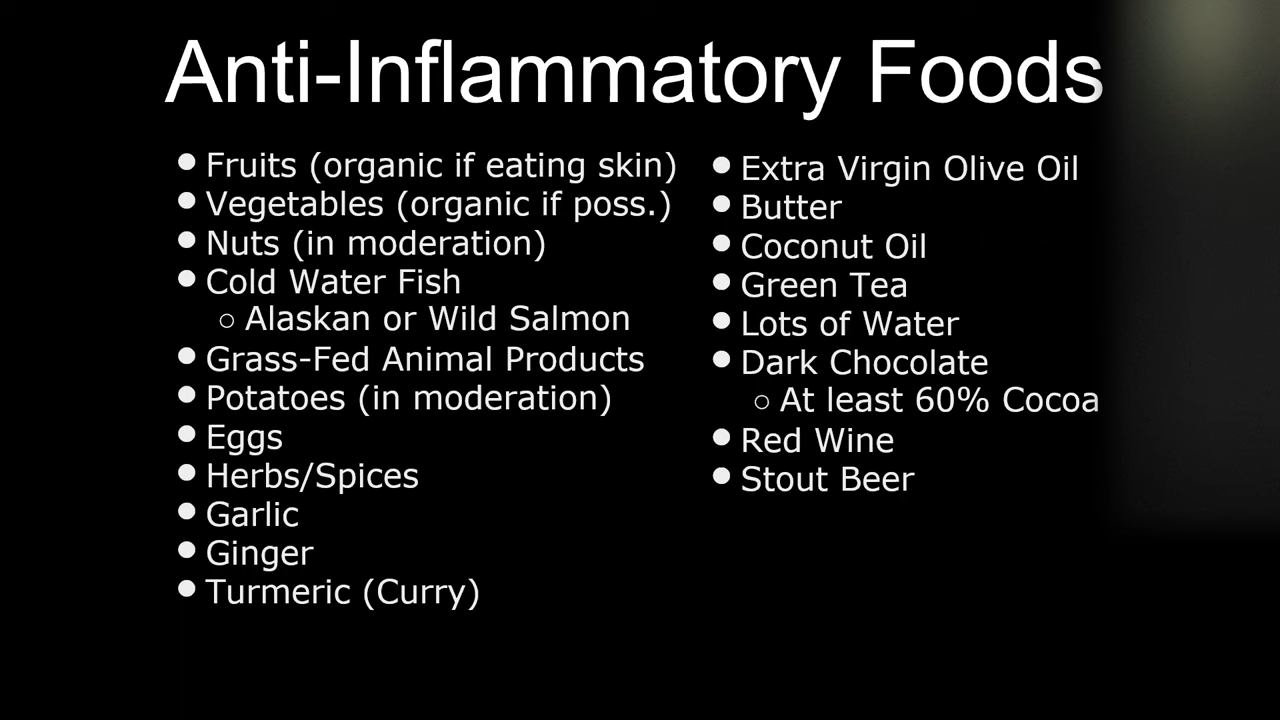 Anti-Inflammatory Foods
• Fruits (organic if eating skin)
• Vegetables (organic if poss.)
• Nuts (in moderation)
• Cold Water Fish
○ Alaskan or Wild Salmon
• Grass-Fed Animal Products
• Potatoes (in moderation)
• Eggs
• Herbs/Spices
• Garlic
• Ginger
• Turmeric (Curry)
• Extra Virgin Olive Oil
• Butter
• Coconut Oil
• Green Tea
• Lots of Water
• Dark Chocolate
○ At least 60% Cocoa
• Red Wine
• Stout Beer